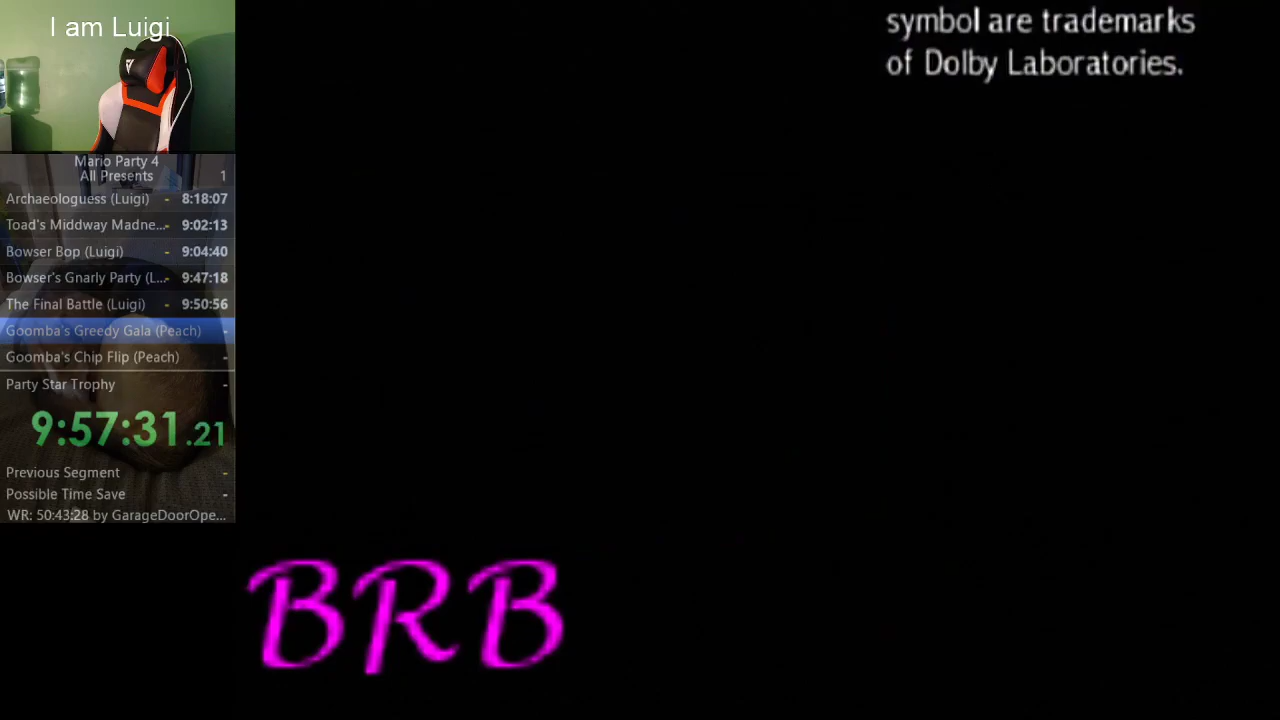 I am Luigi
symbol are trademarks
of Dolby Laboratories.
Mario Party 4
All Presents 1
Archaeologuess (Luigi) - 8:18:07
Toad's Middway Madne... - 9:02:13
Bowser Bop (Luigi) - 9:04:40
Bowser's Gnarly Party (L... - 9:47:18
The Final Battle (Luigi) - 9:50:56
Goomba's Greedy Gala (Peach) -
Goomba's Chip Flip (Peach)
Party Star Trophy -
9:57:31.21
Previous Segment -
Possible Time Save -
WR: 50:43:28 by GarageDoorOpe...
BRB